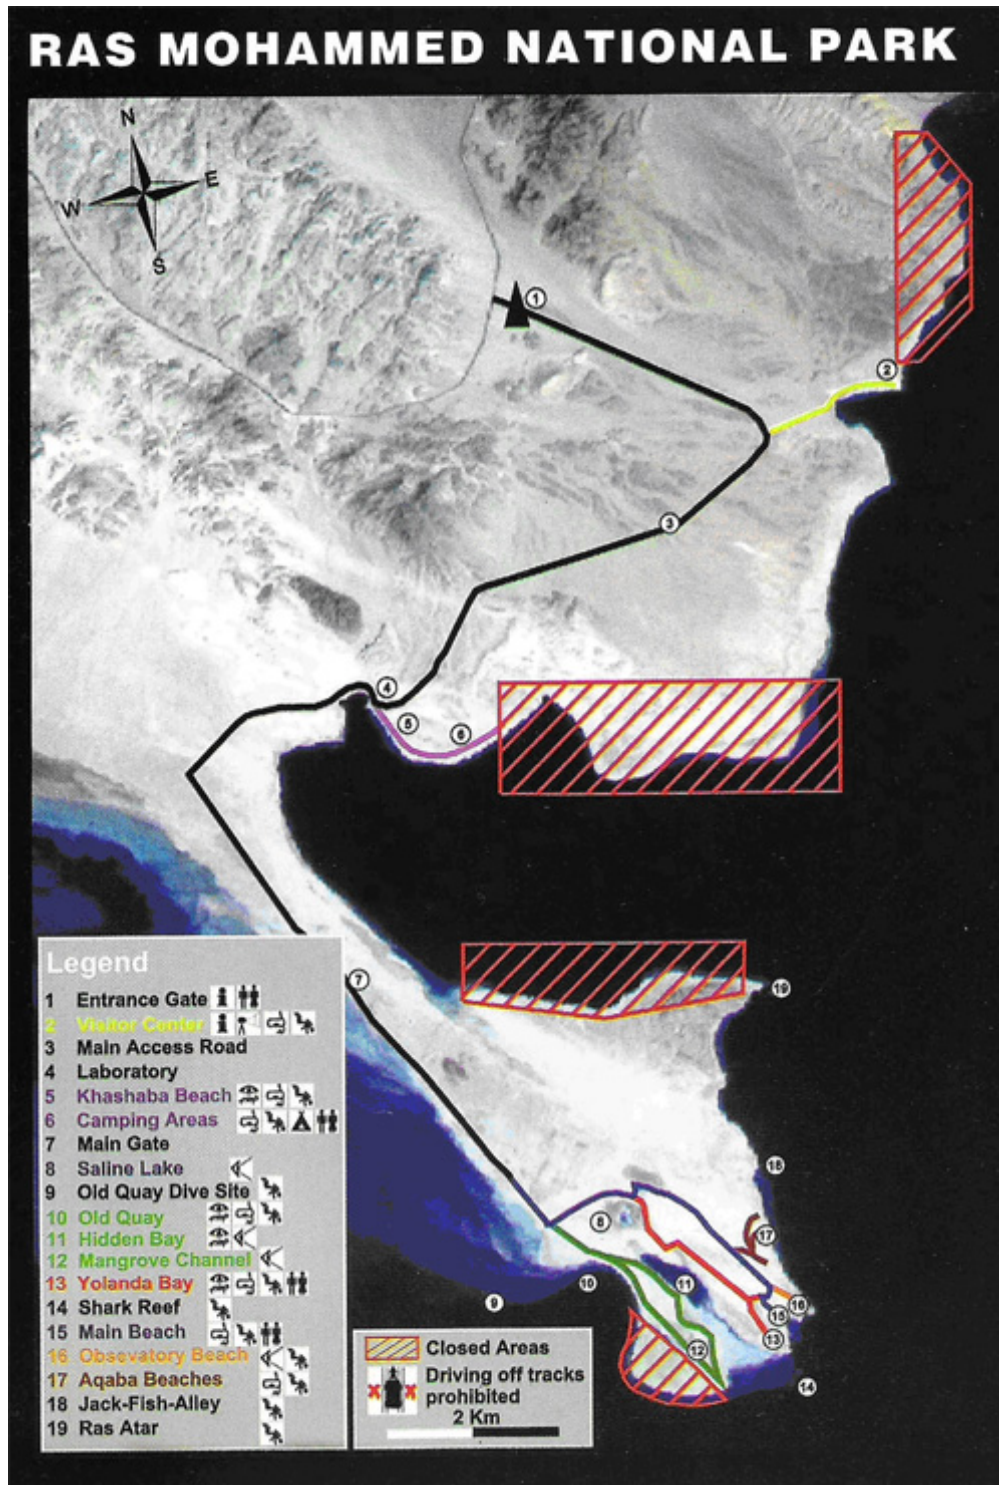 RAS MOHAMMED NATIONAL PARK
N
W E
S
1
2
3
4
5
6
7
19
18
8
17
10
11
9
16
15
13
12
14
Legend
1 Entrance Gate
2 Visitor Center
3 Main Access Road
4 Laboratory
5 Khashaba Beach
6 Camping Areas
7 Main Gate
8 Saline Lake
9 Old Quay Dive Site
10 Old Quay
11 Hidden Bay
12 Mangrove Channel
13 Yolanda Bay
14 Shark Reef
15 Main Beach
16 Obsevatory Beach
17 Aqaba Beaches
18 Jack-Fish-Alley
19 Ras Atar
Closed Areas
Driving off tracks
prohibited
2 Km